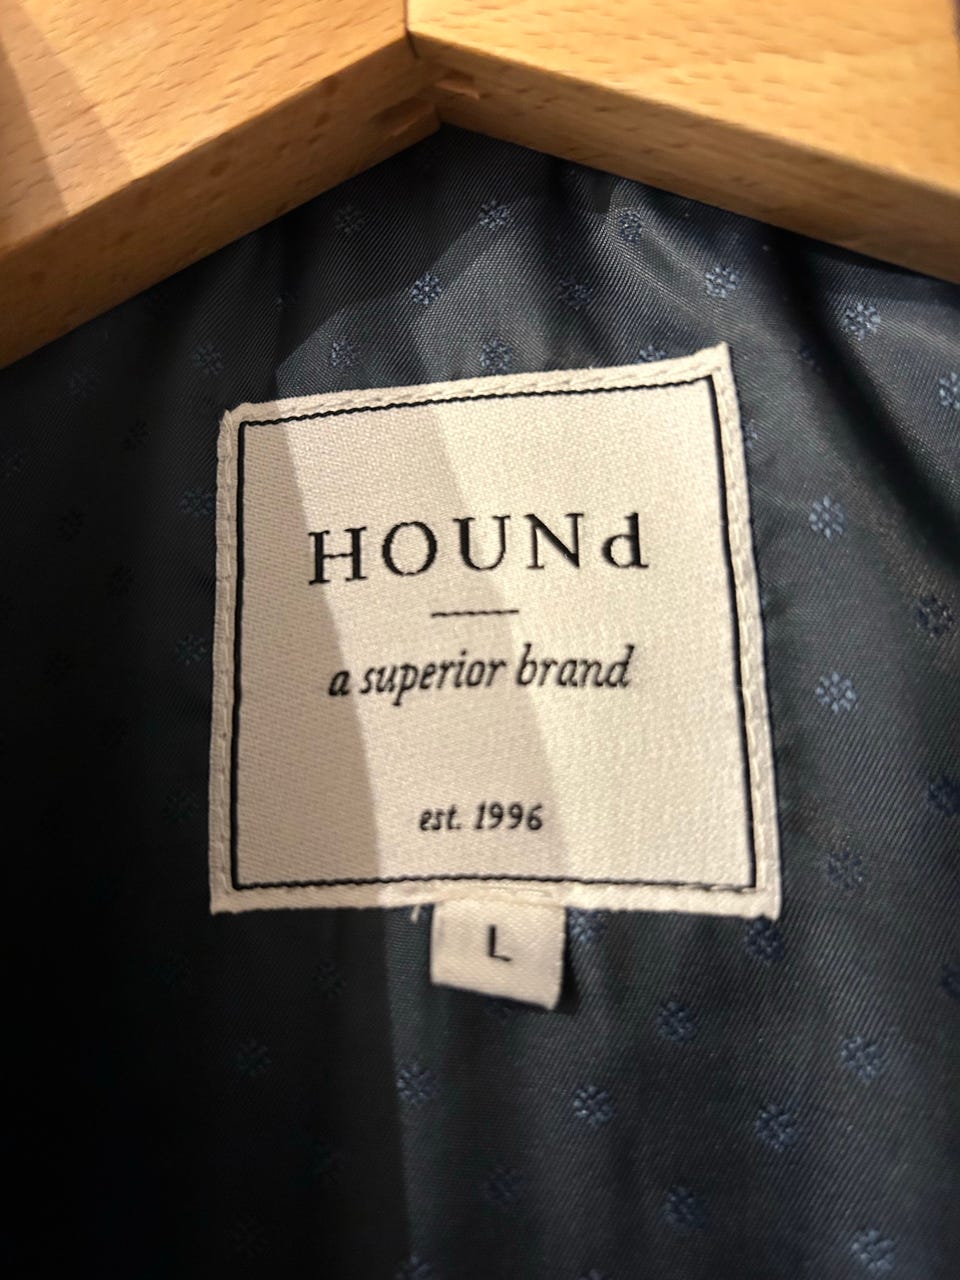 HOUNd
a superior brand
est. 1996
L